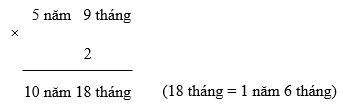 5 năm 9 tháng
×
2
10 năm 18 tháng (18 tháng = 1 năm 6 tháng)